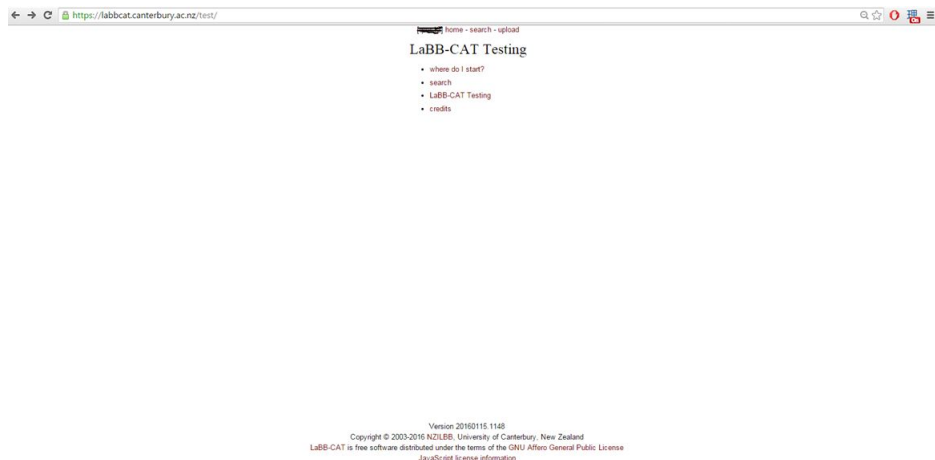 https://labbcat.canterbury.ac.nz/test/
On
home - search - upload
LaBB-CAT Testing
• where do I start?
• search
• LaBB-CAT Testing
• credits
Version 20160115.1148
Copyright © 2003-2016 NZILBB, University of Canterbury, New Zealand
LaBB-CAT is free software distributed under the terms of the GNU Affero General Public License
JavaScript license information